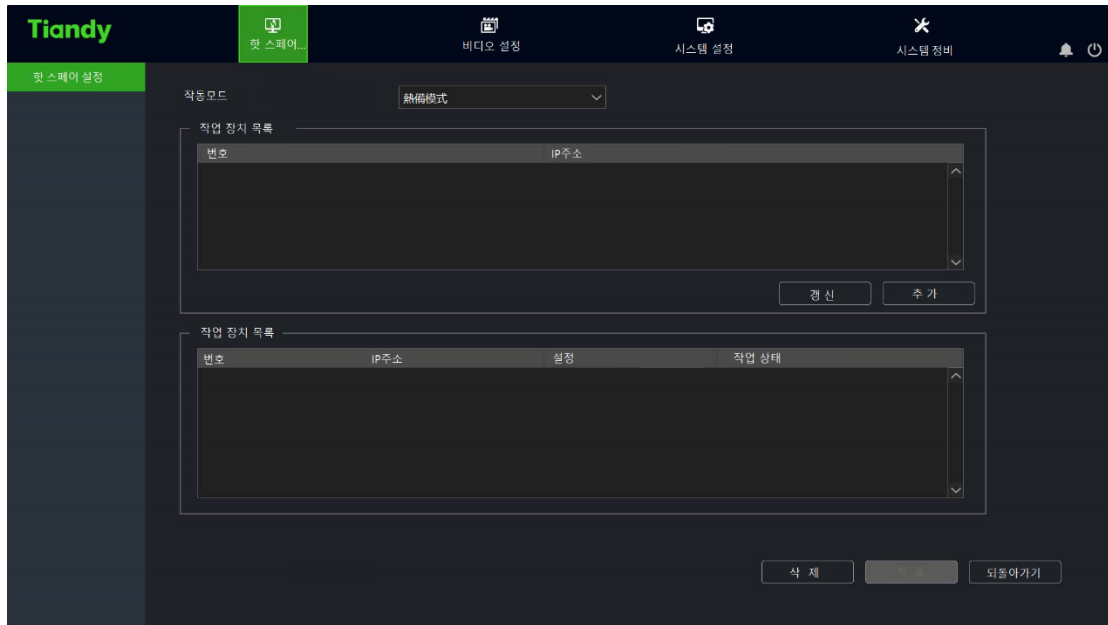 Tiandy
핫 스페어...
비디오 설정
시스템 설정
시스템 정비
핫 스페어 설정
작동모드
熱備模式
작업 장치 목록
번호 IP주소
갱 신 추 가
작업 장치 목록
번호 IP주소 설정 작업 상태
삭 제 되돌아가기